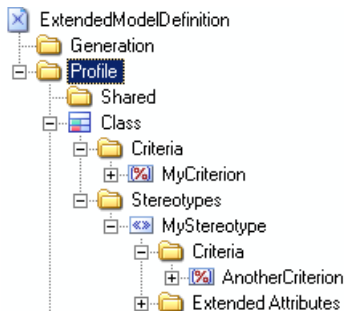 ExtendedModelDefinition
Generation
Profile
Shared
Class
Criteria
MyCriterion
Stereotypes
MyStereotype
Criteria
AnotherCriterion
Extended Attributes